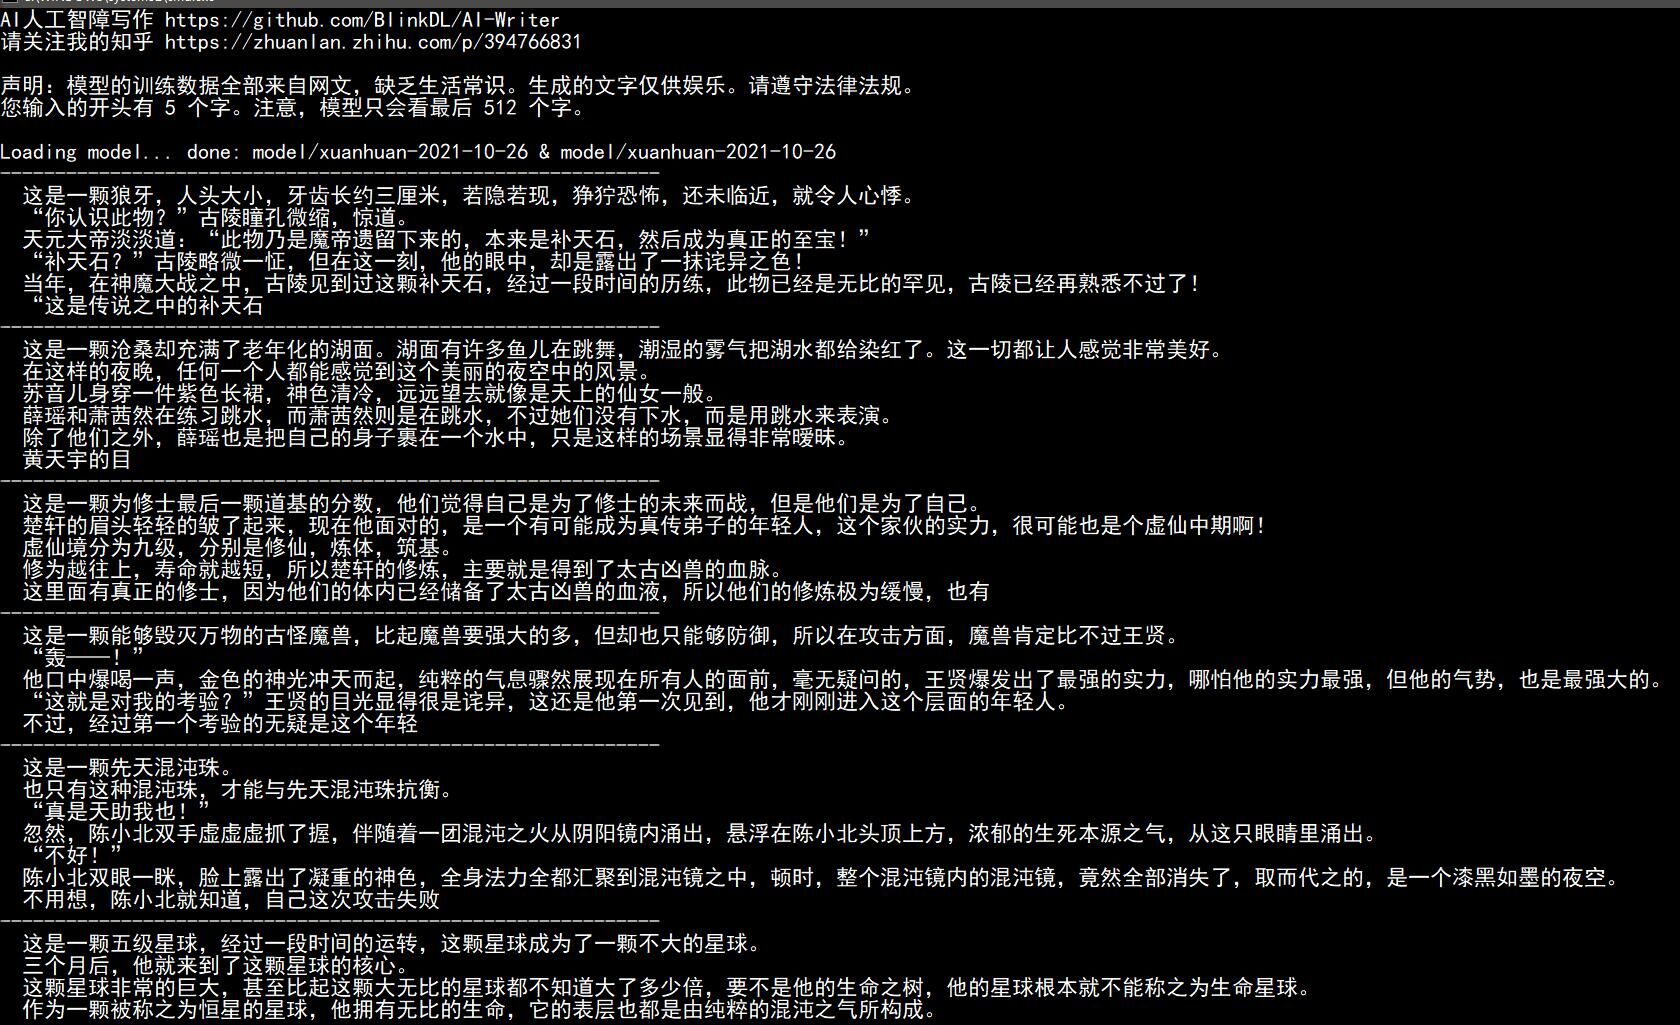 AI人工智障写作 https://github.com/BlinkDL/AI-Writer
请关注我的知乎 https://zhuanlan.zhihu.com/p/394766831
声明：模型的训练数据全部来自网文，缺乏生活常识。生成的文字仅供娱乐。请遵守法律法规。
您输入的开头有 5 个字。注意，模型只会看最后 512 个字。
Loading model... done: model/xuanhuan-2021-10-26 & model/xuanhuan-2021-10-26
------------------------------------------------------------
这是一颗狼牙，人头大小，牙齿长约三厘米，若隐若现，狰狞恐怖，还未临近，就令人心悸。
“你认识此物？”古陵瞳孔微缩，惊道。
天元大帝淡淡道：“此物乃是魔帝遗留下来的，本来是补天石，然后成为真正的至宝！”
“补天石？”古陵略微一怔，但在这一刻，他的眼中，却是露出了一抹诧异之色！
当年，在神魔大战之中，古陵见到过这颗补天石，经过一段时间的历练，此物已经是无比的罕见，古陵已经再熟悉不过了！
“这是传说之中的补天石
------------------------------------------------------------
这是一颗沧桑却充满了老年化的湖面。湖面有许多鱼儿在跳舞，潮湿的雾气把湖水都给染红了。这一切都让人感觉非常美好。
在这样的夜晚，任何一个人都能感觉到这个美丽的夜空中的风景。
苏音儿身穿一件紫色长裙，神色清冷，远远望去就像是天上的仙女一般。
薛瑶和萧茜然在练习跳水，而萧茜然则是在跳水，不过她们没有下水，而是用跳水来表演。
除了他们之外，薛瑶也是把自己的身子裹在一个水中，只是这样的场景显得非常暧昧。
黄天宇的目
------------------------------------------------------------
这是一颗为修士最后一颗道基的分数，他们觉得自己是为了修士的未来而战，但是他们是为了自己。
楚轩的眉头轻轻的皱了起来，现在他面对的，是一个有可能成为真传弟子的年轻人，这个家伙的实力，很可能也是个虚仙中期啊！
虚仙境分为九级，分别是修仙，炼体，筑基。
修为越往上，寿命就越短，所以楚轩的修炼，主要就是得到了太古凶兽的血脉。
这里面有真正的修士，因为他们的体内已经储备了太古凶兽的血液，所以他们的修炼极为缓慢，也有
------------------------------------------------------------
这是一颗能够毁灭万物的古怪魔兽，比起魔兽要强大的多，但却也只能够防御，所以在攻击方面，魔兽肯定比不过王贤。
“轰——！”
他口中爆喝一声，金色的神光冲天而起，纯粹的气息骤然展现在所有人的面前，毫无疑问的，王贤爆发出了最强的实力，哪怕他的实力最强，但他的气势，也是最强大的。
“这就是对我的考验？”王贤的目光显得很是诧异，这还是他第一次见到，他才刚刚进入这个层面的年轻人。
不过，经过第一个考验的无疑是这个年轻
------------------------------------------------------------
这是一颗先天混沌珠。
也只有这种混沌珠，才能与先天混沌珠抗衡。
“真是天助我也！”
忽然，陈小北双手虚虚虚抓了握，伴随着一团混沌之火从阴阳镜内涌出，悬浮在陈小北头顶上方，浓郁的生死本源之气，从这只眼睛里涌出。
“不好！”
陈小北双眼一眯，脸上露出了凝重的神色，全身法力全都汇聚到混沌镜之中，顿时，整个混沌镜内的混沌镜，竟然全部消失了，取而代之的，是一个漆黑如墨的夜空。
不用想，陈小北就知道，自己这次攻击失败
------------------------------------------------------------
这是一颗五级星球，经过一段时间的运转，这颗星球成为了一颗不大的星球。
三个月后，他就来到了这颗星球的核心。
这颗星球非常的巨大，甚至比起这颗大无比的星球都不知道大了多少倍，要不是他的生命之树，他的星球根本就不能称之为生命星球。
作为一颗被称之为恒星的星球，他拥有无比的生命，它的表层也都是由纯粹的混沌之气所构成。